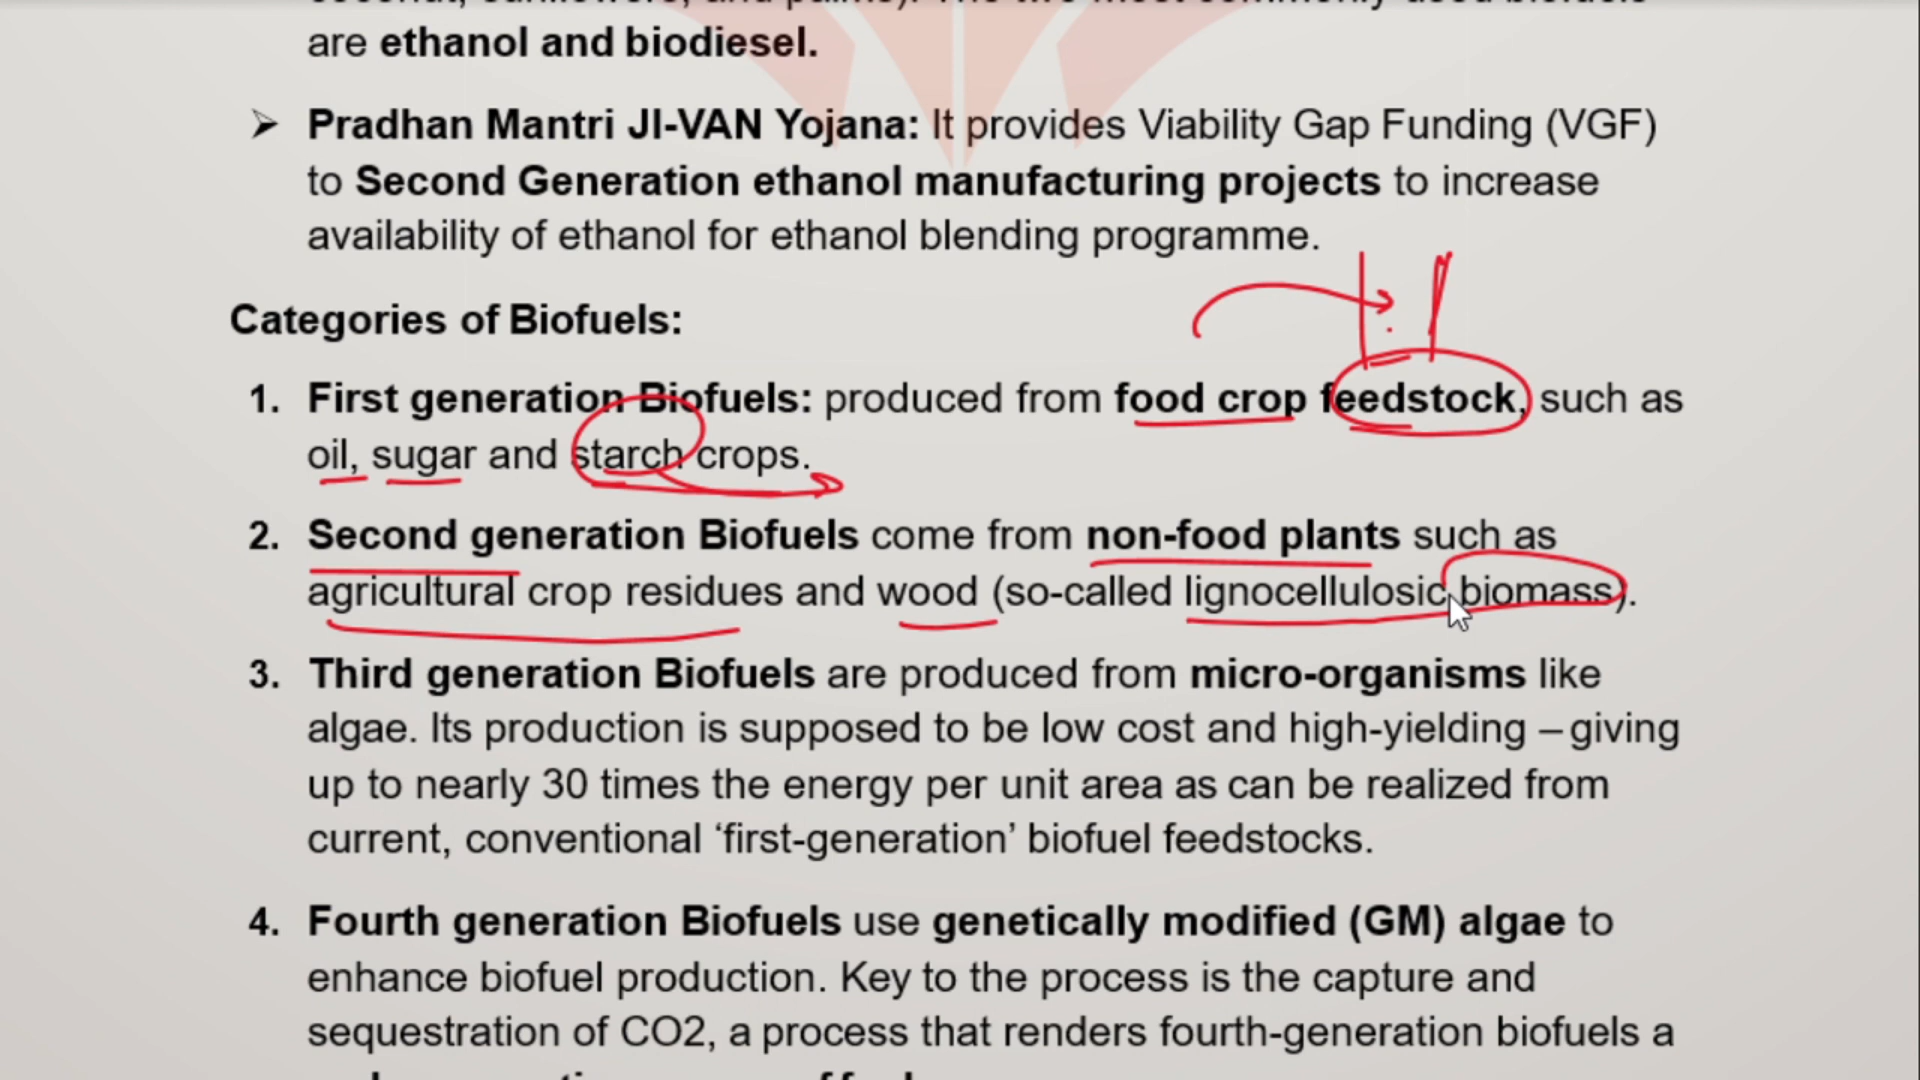 are ethanol and biodiesel.
➢ Pradhan Mantri JI-VAN Yojana: It provides Viability Gap Funding (VGF)
to Second Generation ethanol manufacturing projects to increase
availability of ethanol for ethanol blending programme.
Categories of Biofuels:
1. First generation Biofuels: produced from food crop feedstock, such as
oil, sugar and starch crops.
2. Second generation Biofuels come from non-food plants such as
agricultural crop residues and wood (so-called lignocellulosic biomass).
3. Third generation Biofuels are produced from micro-organisms like
algae. Its production is supposed to be low cost and high-yielding – giving
up to nearly 30 times the energy per unit area as can be realized from
current, conventional ‘first-generation’ biofuel feedstocks.
4. Fourth generation Biofuels use genetically modified (GM) algae to
enhance biofuel production. Key to the process is the capture and
sequestration of CO2, a process that renders fourth-generation biofuels a